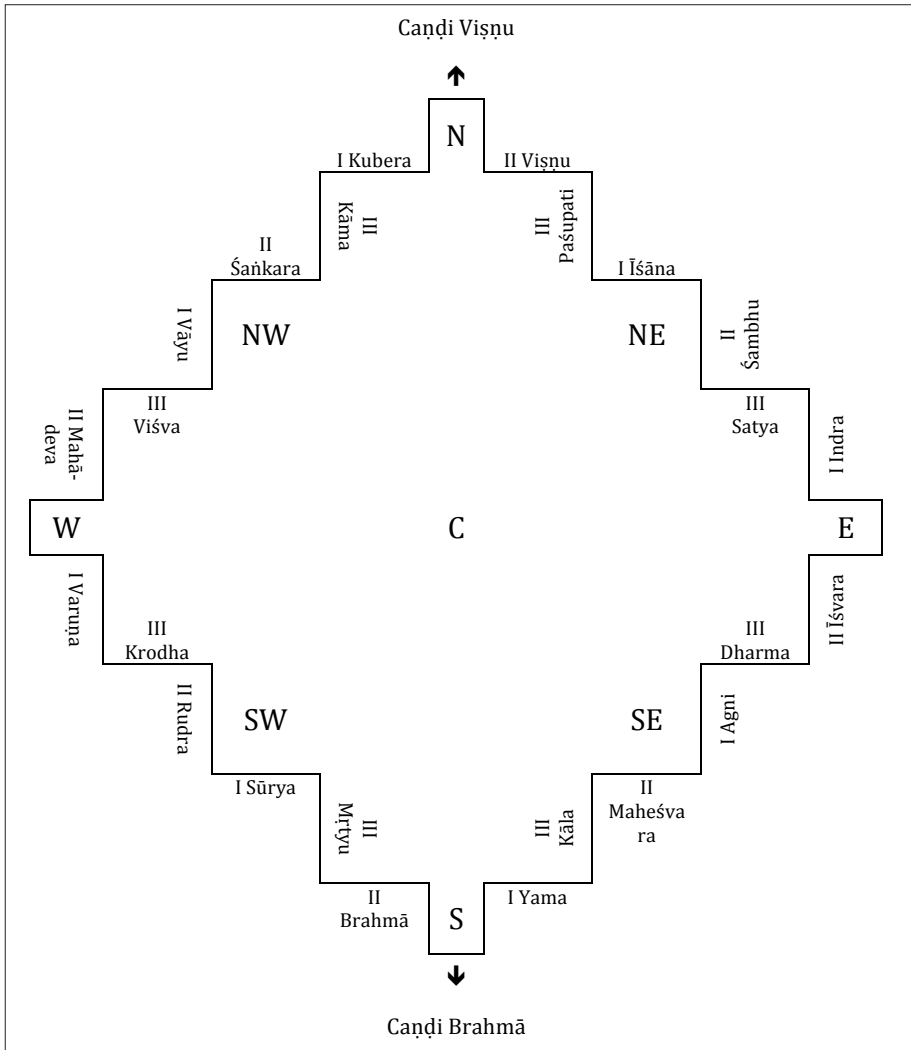 Caṇḍi Viṣṇu
🡹
N
I Kubera
II Viṣṇu
III
Kāma
III
Paśupati
II
Śaṅkara
I Īśāna
I Vāyu
NW
NE
II
Śambhu
III
Viśva
III
Satya
II Mahā-
deva
I Indra
W
C
E
I Varuṇa
II Īśvara
III
Krodha
III
Dharma
II Rudra
SW
SE
I Agni
I Sūrya
II
Maheśva
ra
III
Mṛtyu
III
Kāla
II
Brahmā
S
I Yama
🡻
Caṇḍi Brahmā